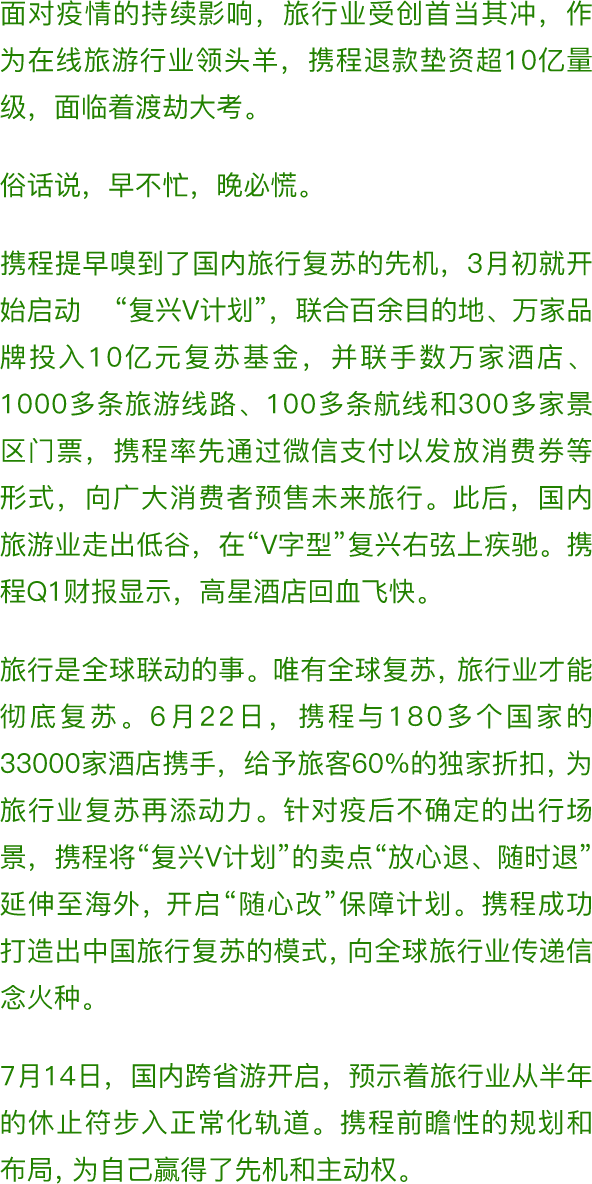 面对疫情的持续影响，旅行业受创首当其冲，作
为在线旅游行业领头羊，携程退款垫资超10亿量
级，面临着渡劫大考。
俗话说，早不忙，晚必慌。
携程提早嗅到了国内旅行复苏的先机，3月初就开
始启动　“复兴V计划”，联合百余目的地、万家品
牌投入10亿元复苏基金，并联手数万家酒店、
1000多条旅游线路、100多条航线和300多家景
区门票，携程率先通过微信支付以发放消费券等
形式，向广大消费者预售未来旅行。此后，国内
旅游业走出低谷，在“V字型”复兴右弦上疾驰。携
程Q1财报显示，高星酒店回血飞快。
旅行是全球联动的事。唯有全球复苏，旅行业才能
彻底复苏。6月22日，携程与180多个国家的
33000家酒店携手，给予旅客60%的独家折扣，为
旅行业复苏再添动力。针对疫后不确定的出行场
景，携程将“复兴V计划”的卖点“放心退、随时退”
延伸至海外，开启“随心改”保障计划。携程成功
打造出中国旅行复苏的模式，向全球旅行业传递信
念火种。
7月14日，国内跨省游开启，预示着旅行业从半年
的休止符步入正常化轨道。携程前瞻性的规划和
布局，为自己赢得了先机和主动权。